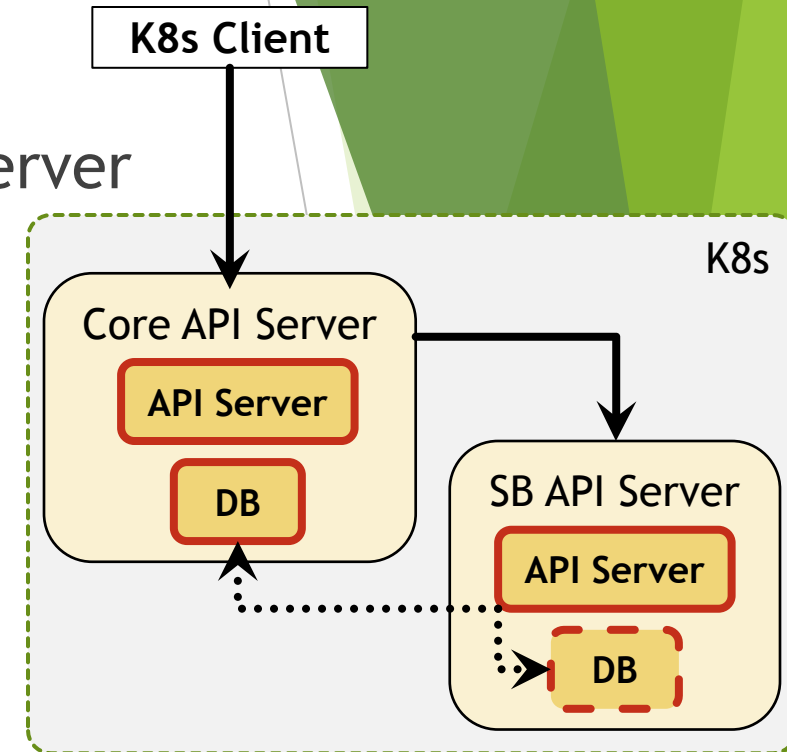 K8s Client
erver
K8s
Core API Server
API Server
DB
SB API Server
API Server
DB